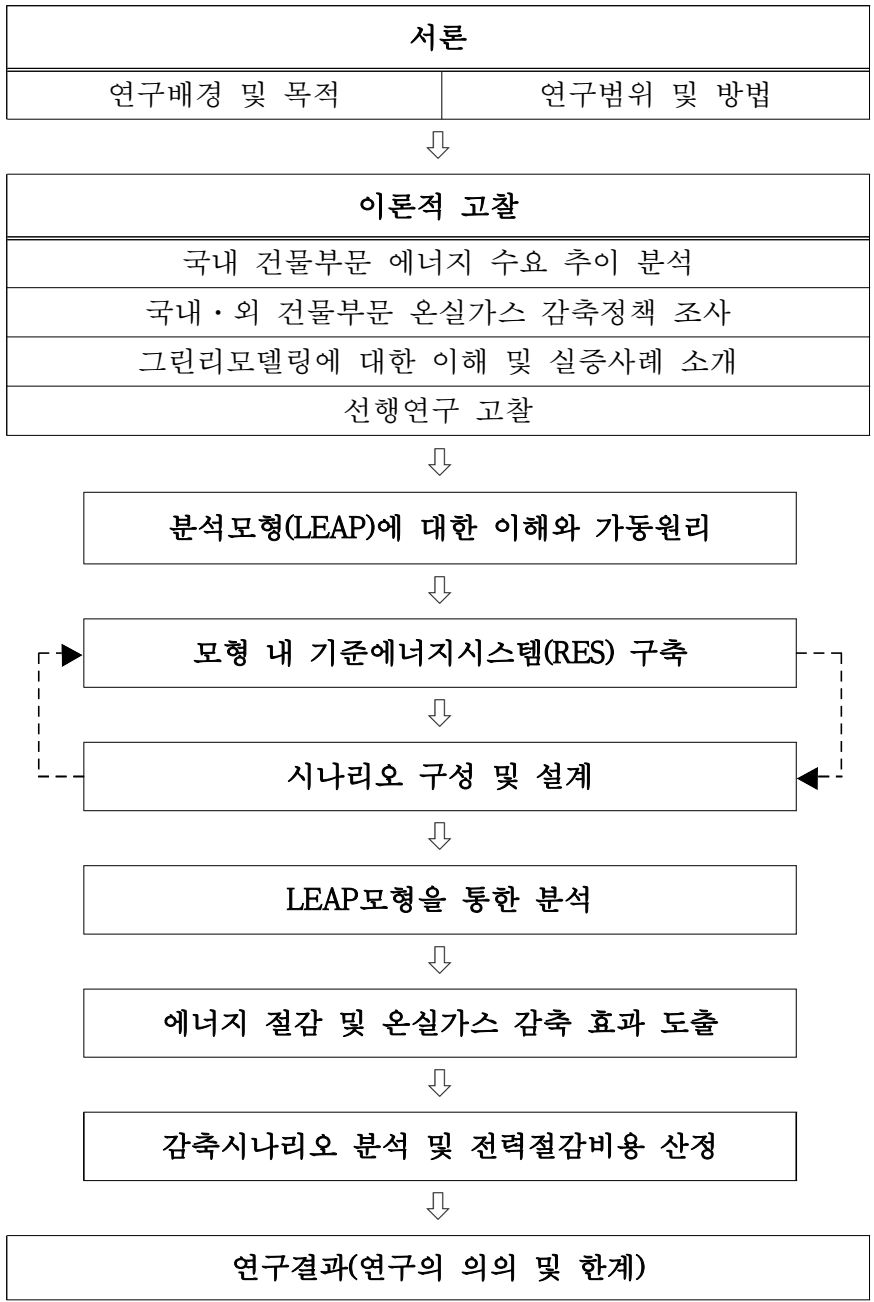 서론
연구배경 및 목적
연구범위 및 방법
이론적 고찰
국내 건물부문 에너지 수요 추이 분석
국내・외 건물부문 온실가스 감축정책 조사
그린리모델링에 대한 이해 및 실증사례 소개
선행연구 고찰
분석모형(LEAP)에 대한 이해와 가동원리
모형 내 기준에너지시스템(RES) 구축
시나리오 구성 및 설계
LEAP모형을 통한 분석
에너지 절감 및 온실가스 감축 효과 도출
감축시나리오 분석 및 전력절감비용 산정
연구결과(연구의 의의 및 한계)